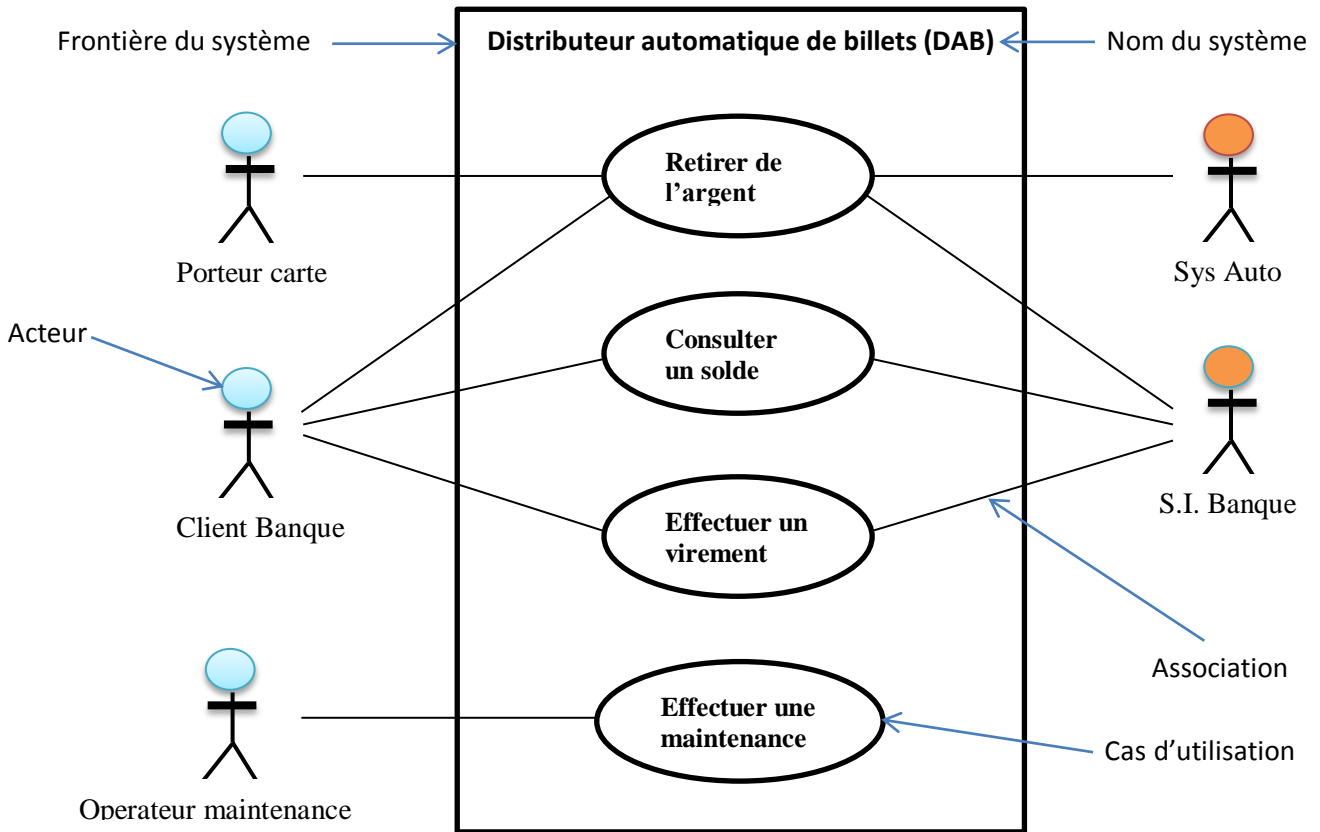 Frontière du système
Distributeur automatique de billets (DAB)
Nom du système
Retirer de
l’argent
Porteur carte
Sys Auto
Acteur
Consulter
un solde
Client Banque
S.I. Banque
Effectuer un
virement
Association
Effectuer une
maintenance
Cas d’utilisation
Operateur maintenance